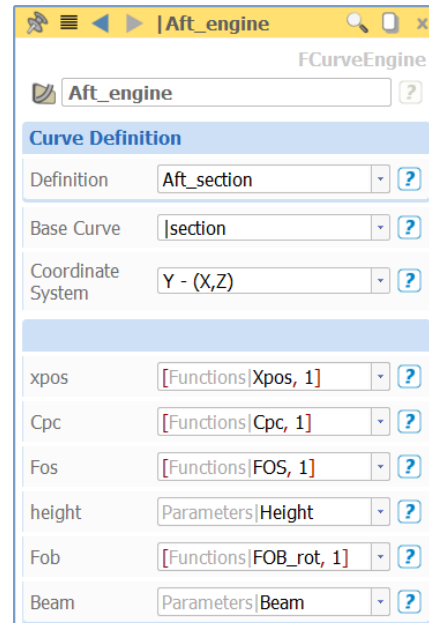 |Aft_engine
FCurveEngine
Aft_engine ?
Curve Definition
Definition Aft_section ?
Base Curve |section ?
Coordinate System Y - (X,Z) ?
xpos [Functions|Xpos, 1] ?
Cpc [Functions|Cpc, 1] ?
Fos [Functions|FOS, 1] ?
height Parameters|Height ?
Fob [Functions|FOB_rot, 1] ?
Beam Parameters|Beam ?